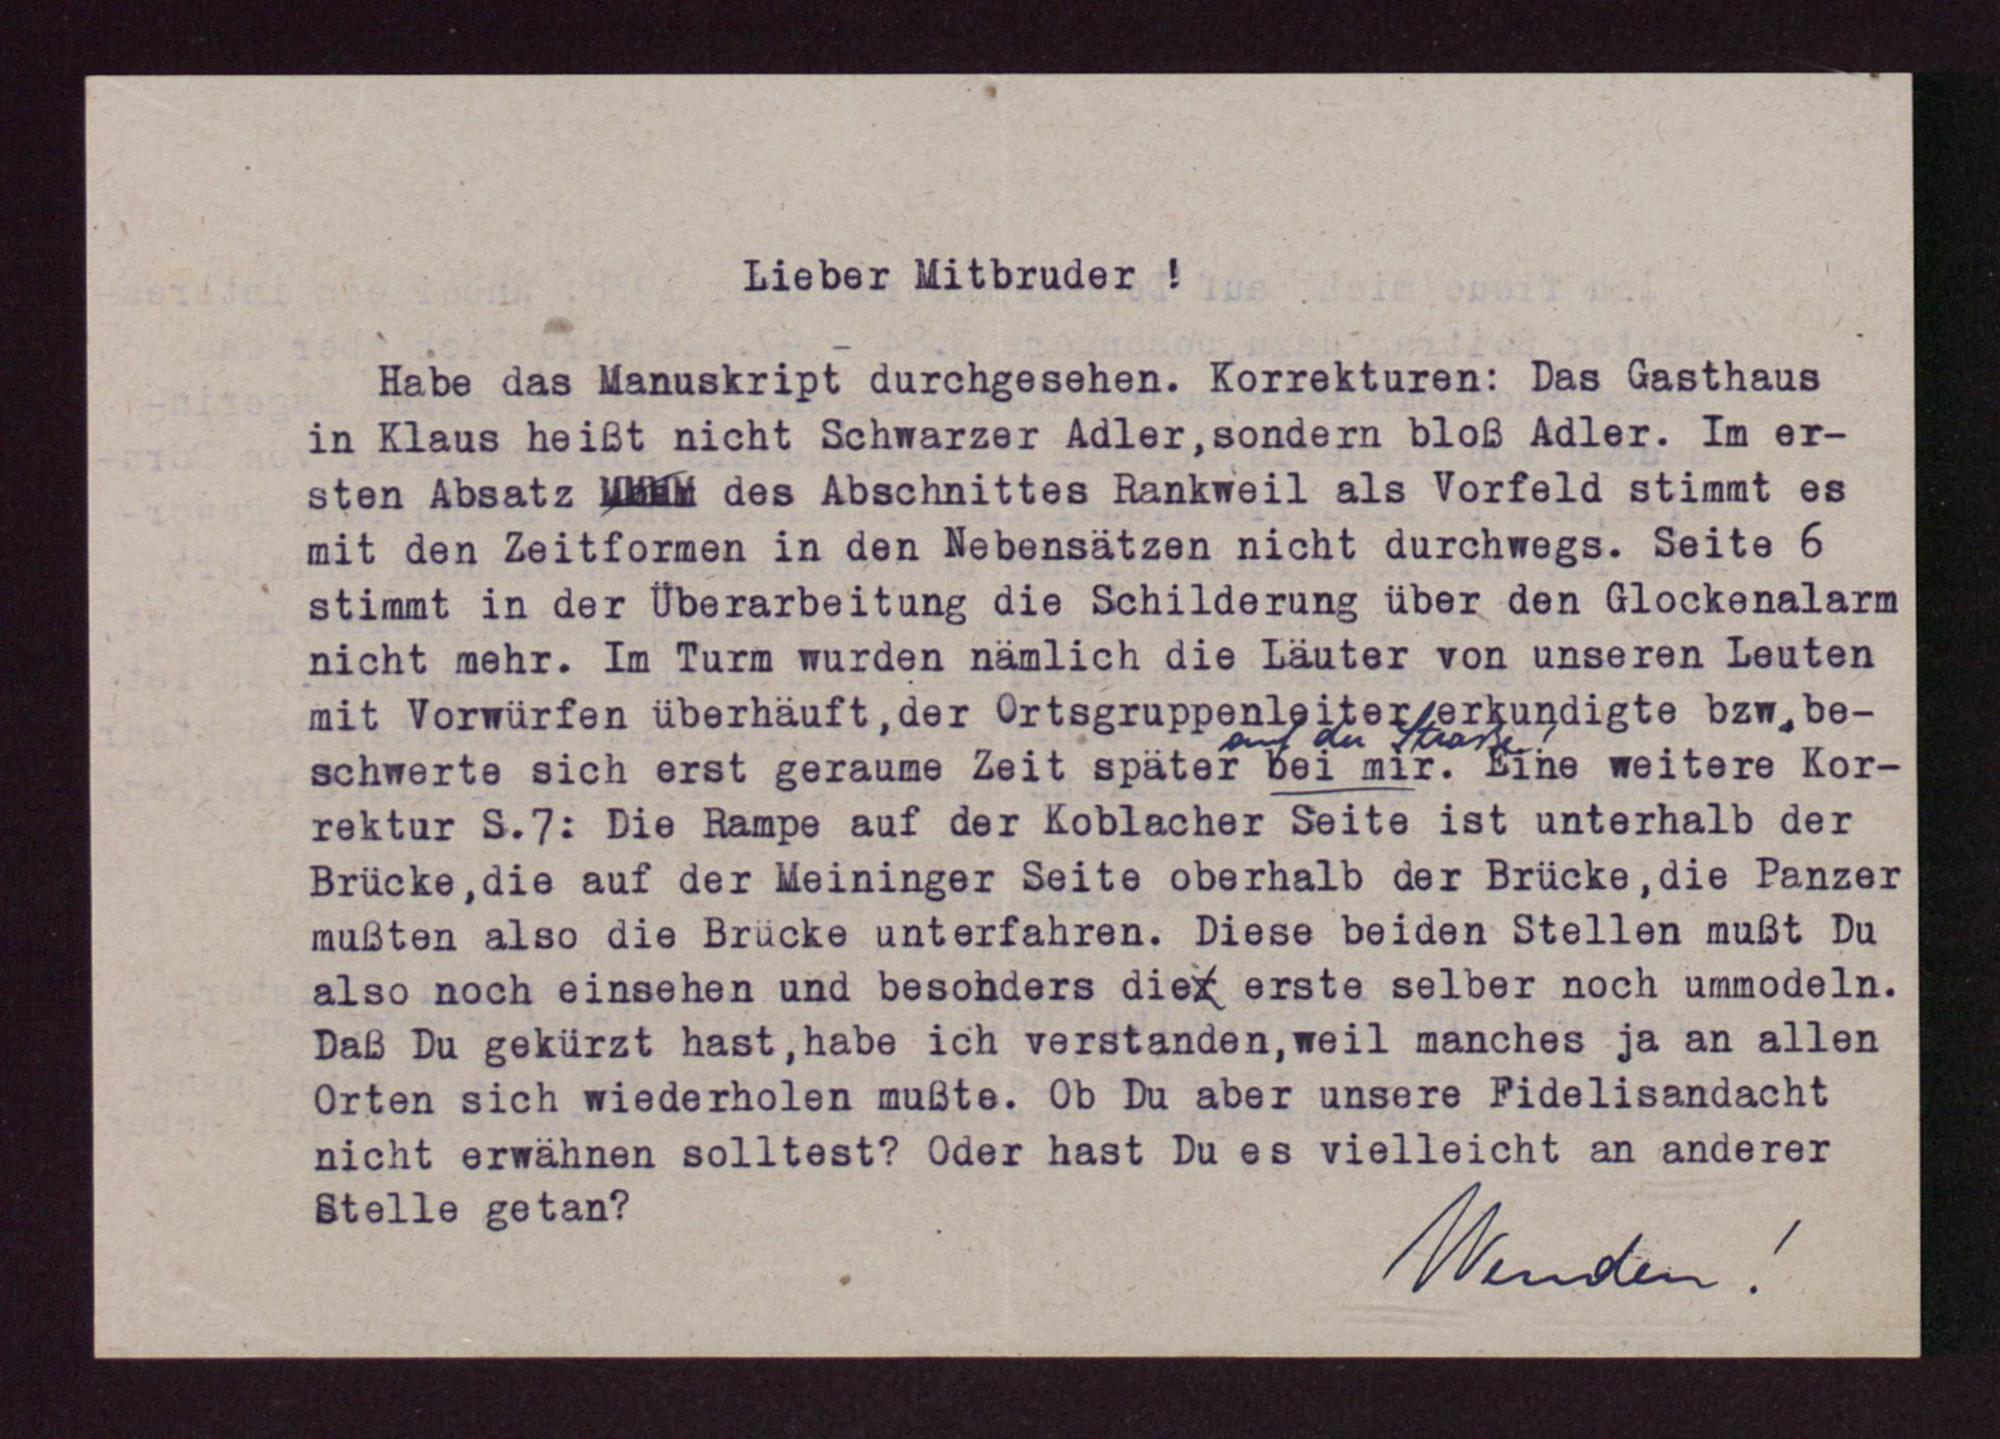 Lieber Mitbruder !
Habe das Manuskript durchgesehen. Korrekturen: Das Gasthaus
in Klaus heißt nicht Schwarzer Adler,sondern bloß Adler. Im er-
sten Absatz des Abschnittes Rankweil als Vorfeld stimmt es
mit den Zeitformen in den Nebensätzen nicht durchwegs. Seite 6
stimmt in der Überarbeitung die Schilderung über den Glockenalarm
nicht mehr. Im Turm wurden nämlich die Läuter von unseren Leuten
mit Vorwürfen überhäuft,der Ortsgruppenleiter erkundigte bzw.be-
auf der Straße!
schwerte sich erst geraume Zeit später bei mir. Eine weitere Kor-
rektur S.7: Die Rampe auf der Koblacher Seite ist unterhalb der
Brücke,die auf der Meininger Seite oberhalb der Brücke,die Panzer
mußten also die Brücke unterfahren. Diese beiden Stellen mußt Du
also noch einsehen und besonders die erste selber noch ummodeln.
Daß Du gekürzt hast,habe ich verstanden,weil manches ja an allen
Orten sich wiederholen mußte. Ob Du aber unsere Fidelisandacht
nicht erwähnen solltest? Oder hast Du es vielleicht an anderer
Stelle getan?
Wenden !